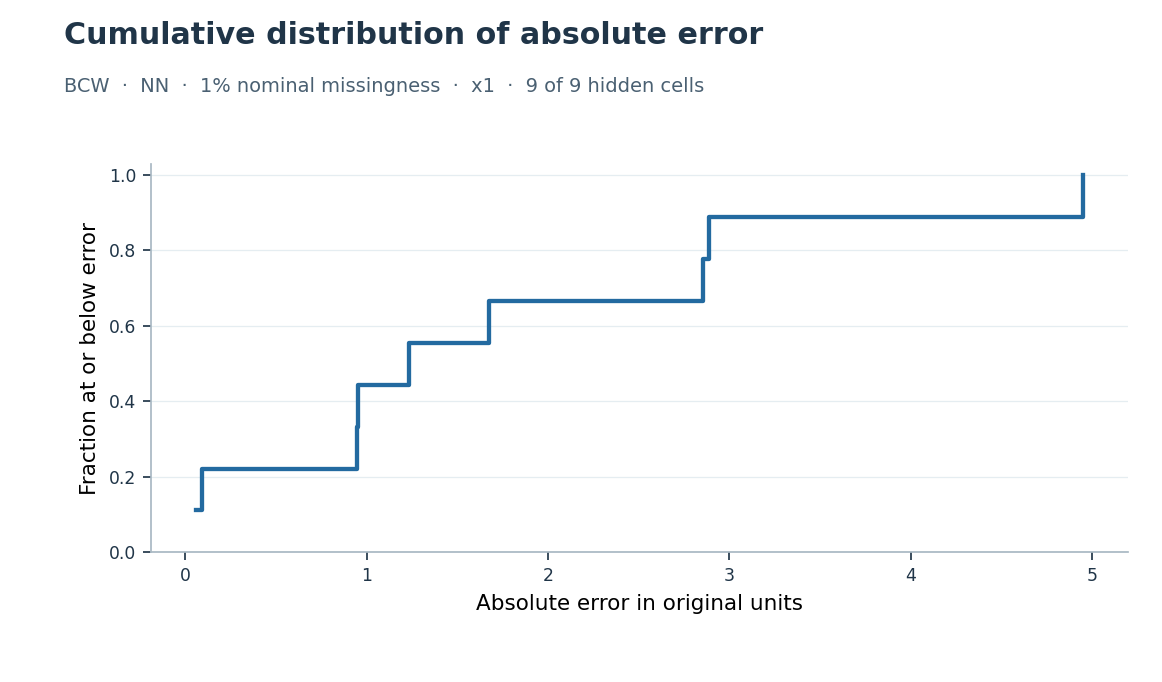 Cumulative distribution of absolute error
BCW · NN · 1% nominal missingness · x1 · 9 of 9 hidden cells
Fraction at or below error
1.0
0.8
0.6
0.4
0.2
0.0
0 1 2 3 4 5
Absolute error in original units